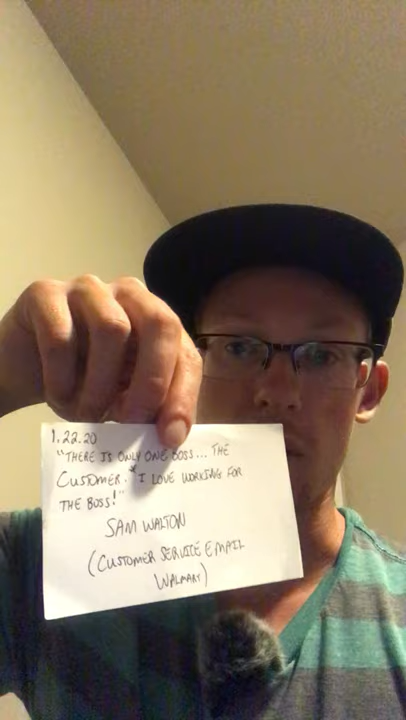 1.22.20
"THERE IS ONLY ONE BOSS... THE
CUSTOMER. *I LOVE WORKING FOR
THE BOSS!"
SAM WALTON
(CUSTOMER SERVICE EMAIL
WALMART)